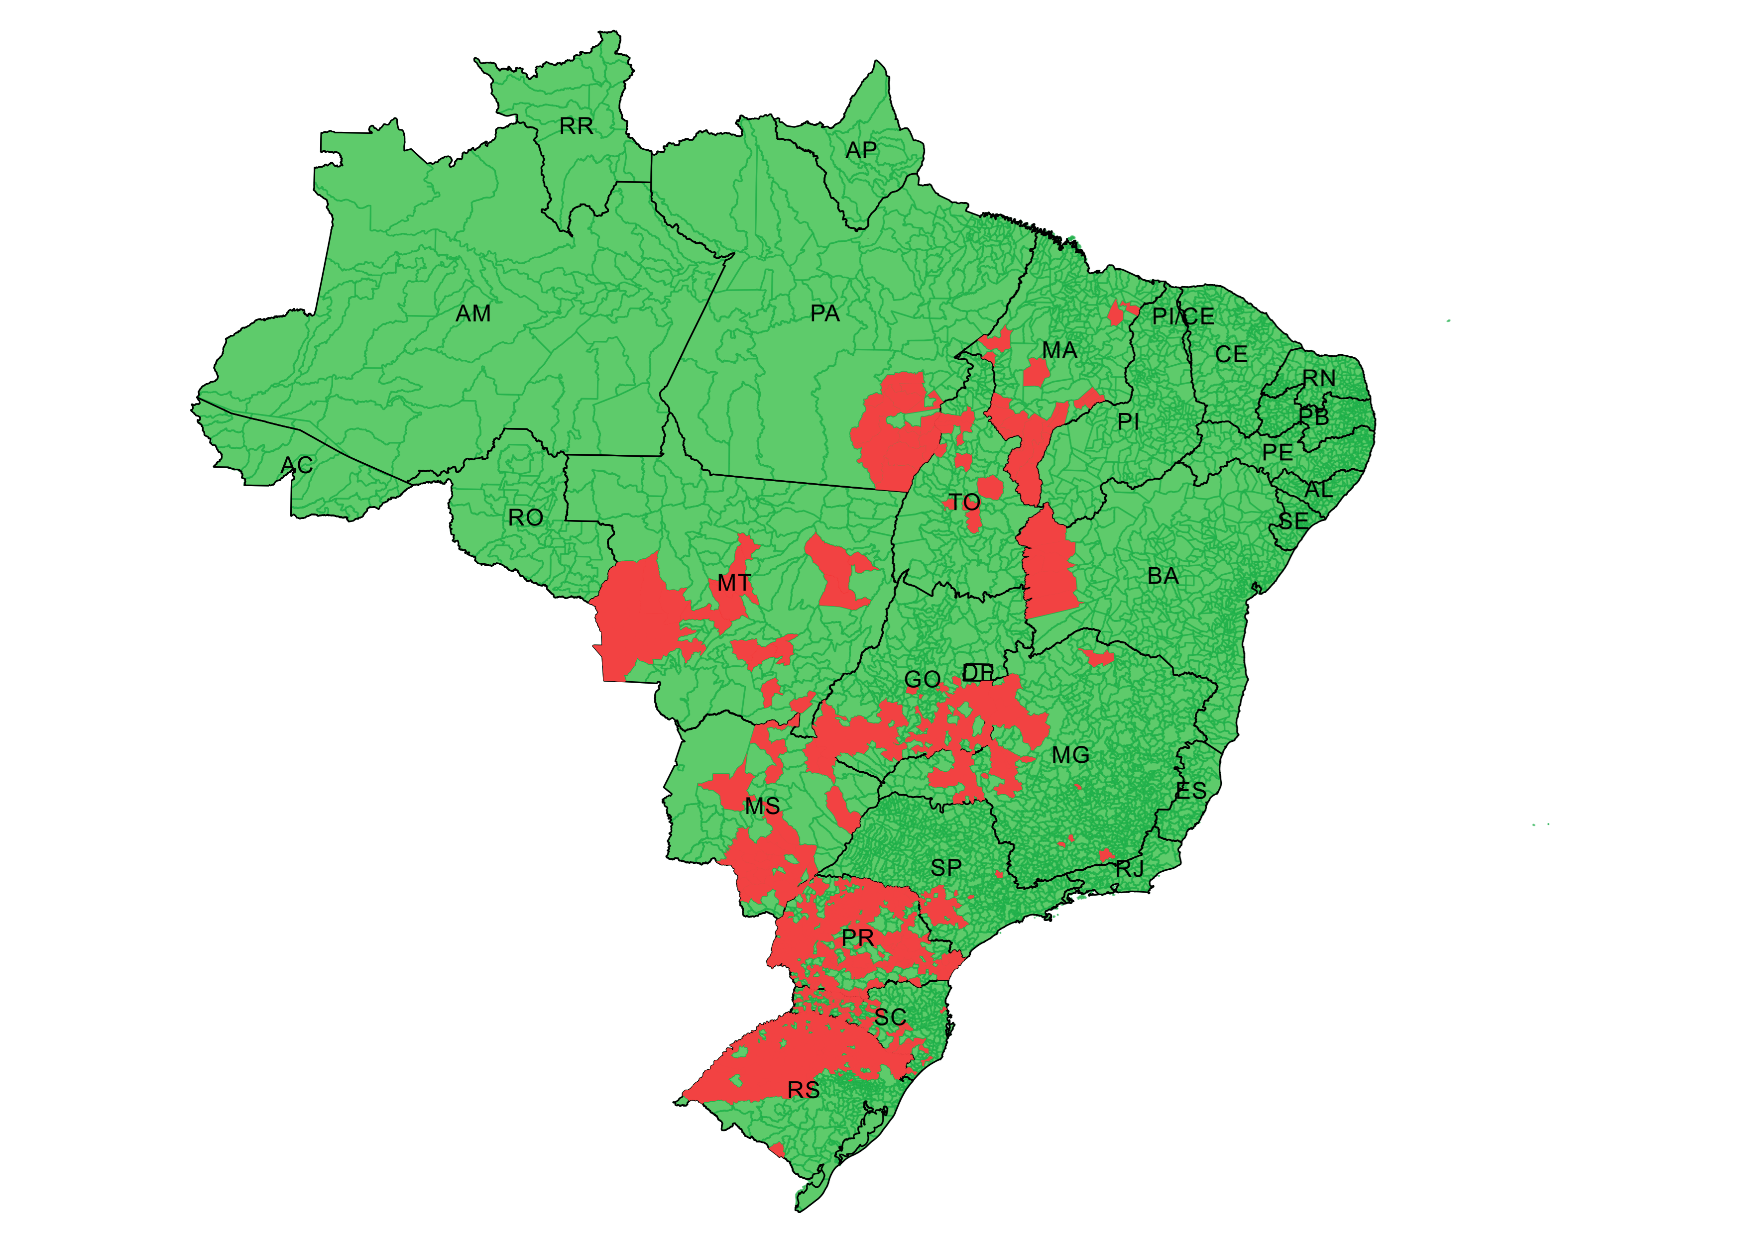 RR
AP
AM
PA
PI/CE
MA
CE
RN
PB
PI
PE
AC
AL
TO
RO
SE
MT
BA
GO
DF
MG
ES
MS
SP
RJ
PR
SC
RS